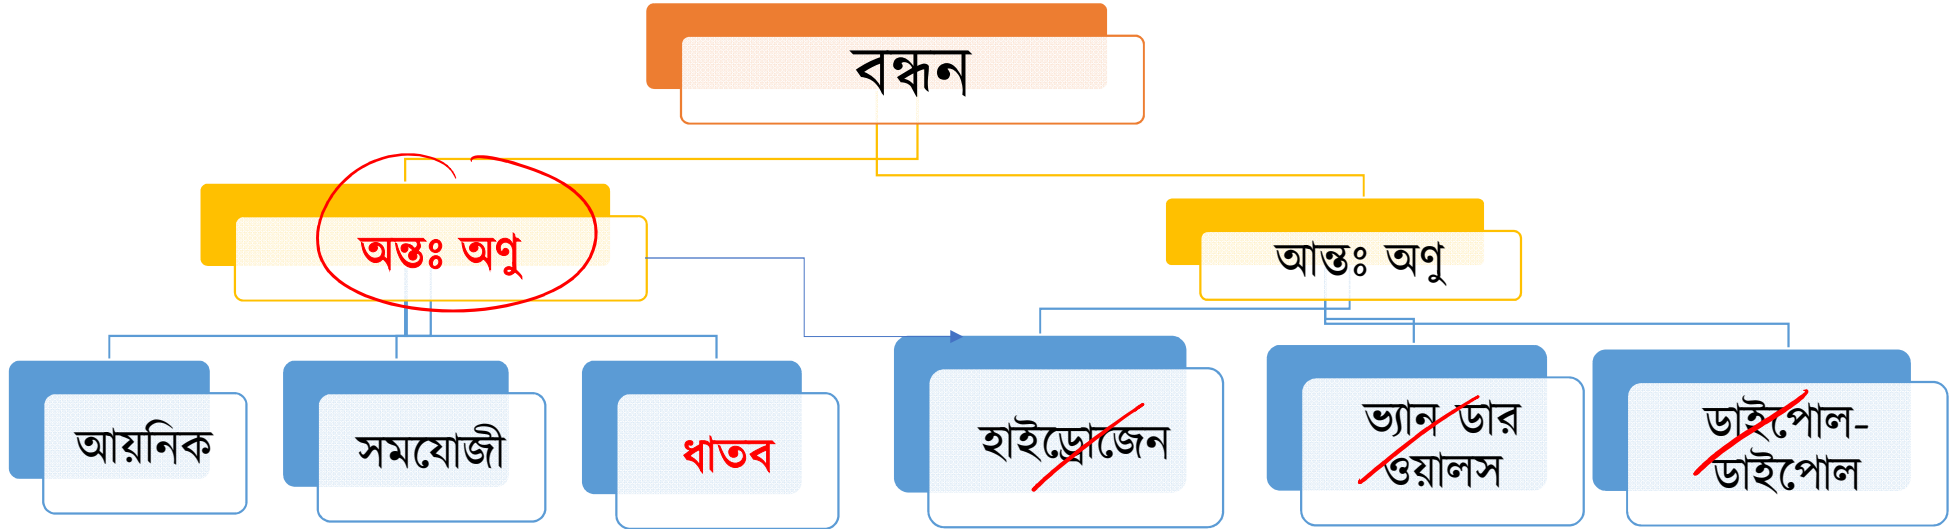 বন্ধন
অন্তঃ অণু
আন্তঃ অণু
আয়নিক
সমযোজী
ধাতব
হাইড্রোজেন
ভ্যান ডার
ওয়ালস
ডাইপোল-
ডাইপোল